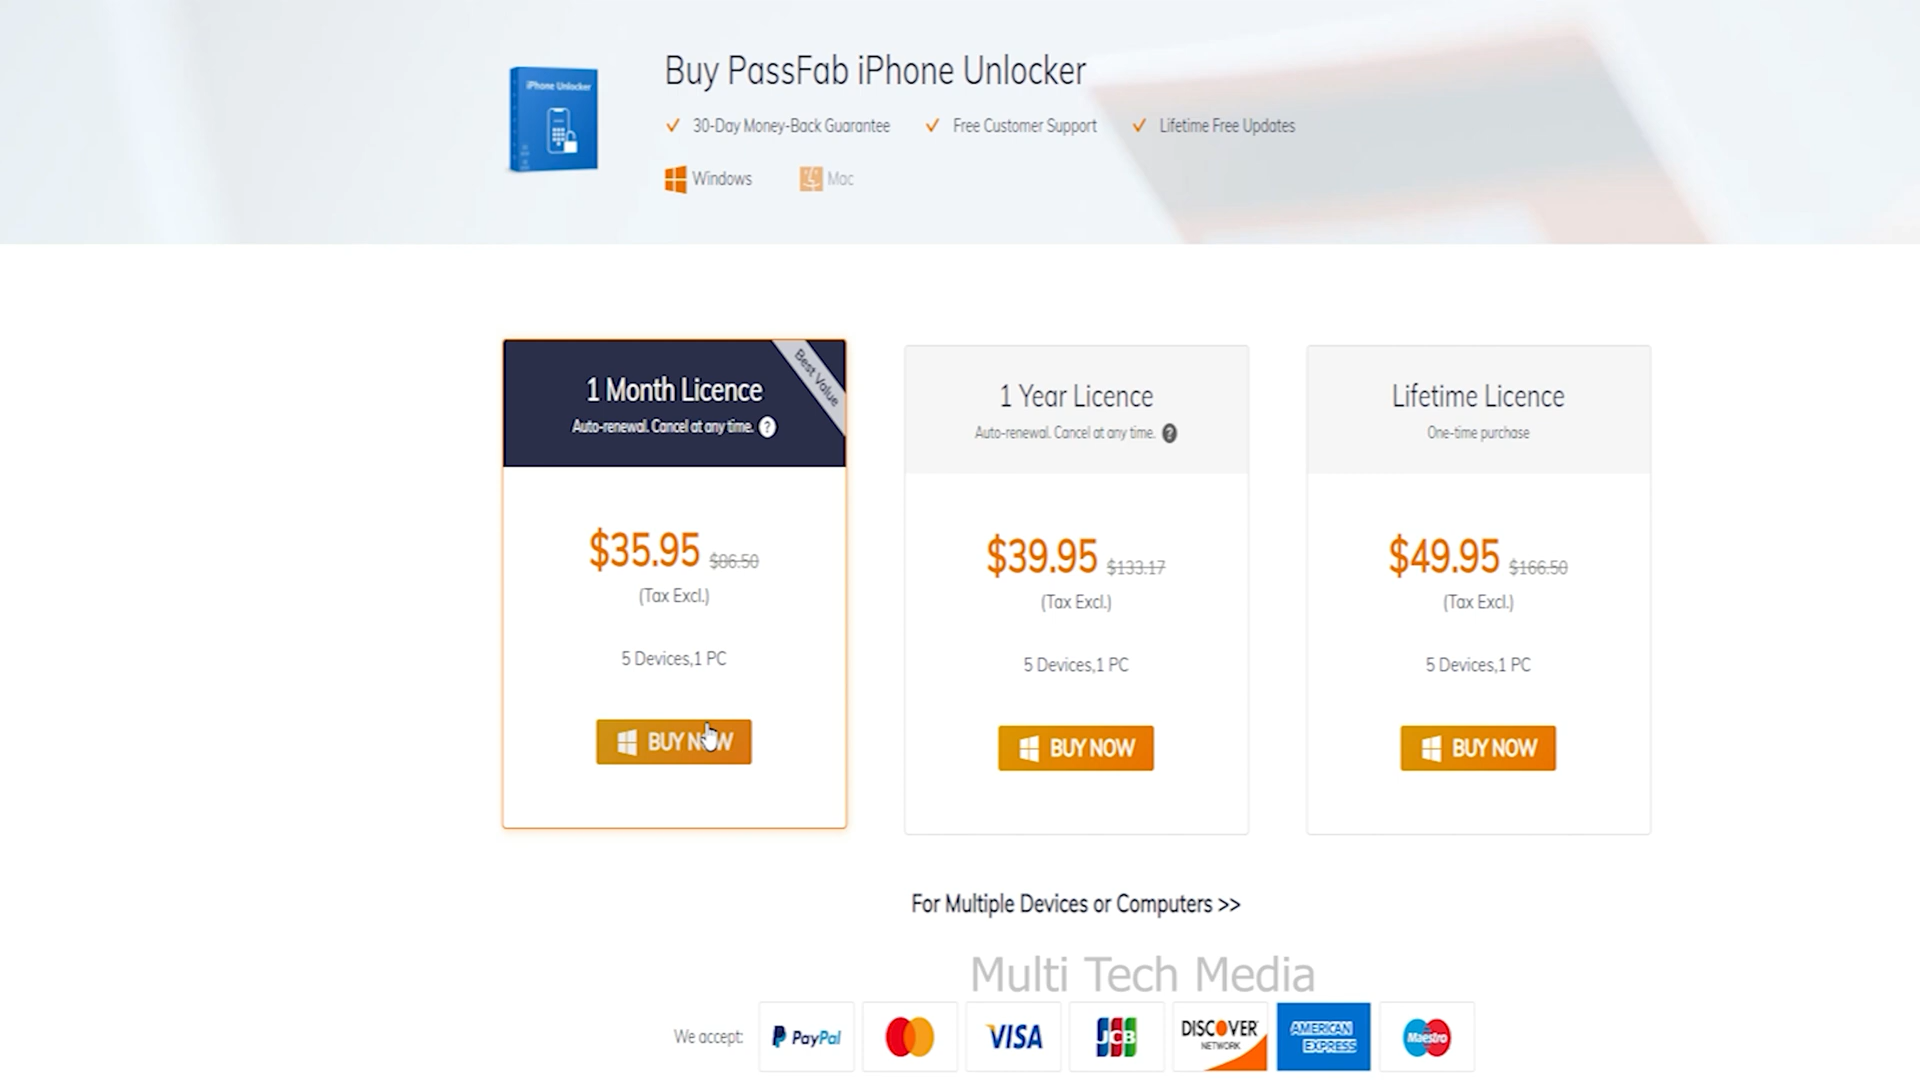 iPhone Unlocker
Buy PassFab iPhone Unlocker
30-Day Money-Back Guarantee
Free Customer Support
Lifetime Free Updates
Windows
Mac
Best Value
1 Month Licence
Auto-renewal. Cancel at any time. ?
$35.95 $86.50
(Tax Excl.)
5 Devices,1 PC
BUY NOW
1 Year Licence
Auto-renewal. Cancel at any time. ?
$39.95 $133.17
(Tax Excl.)
5 Devices,1 PC
BUY NOW
Lifetime Licence
One-time purchase
$49.95 $166.50
(Tax Excl.)
5 Devices,1 PC
BUY NOW
For Multiple Devices or Computers >>
Multi Tech Media
We accept:
PayPal
VISA
JCB
DISCOVER
NETWORK
AMERICAN
EXPRESS
Maestro